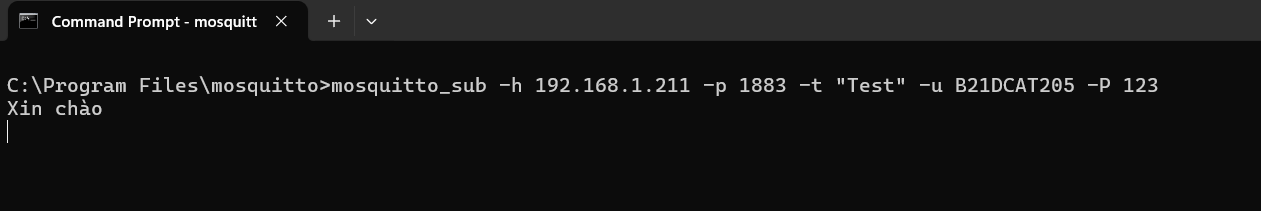 Command Prompt - mosquitt
C:\Program Files\mosquitto>mosquitto_sub -h 192.168.1.211 -p 1883 -t "Test" -u B21DCAT205 -P 123
Xin chào